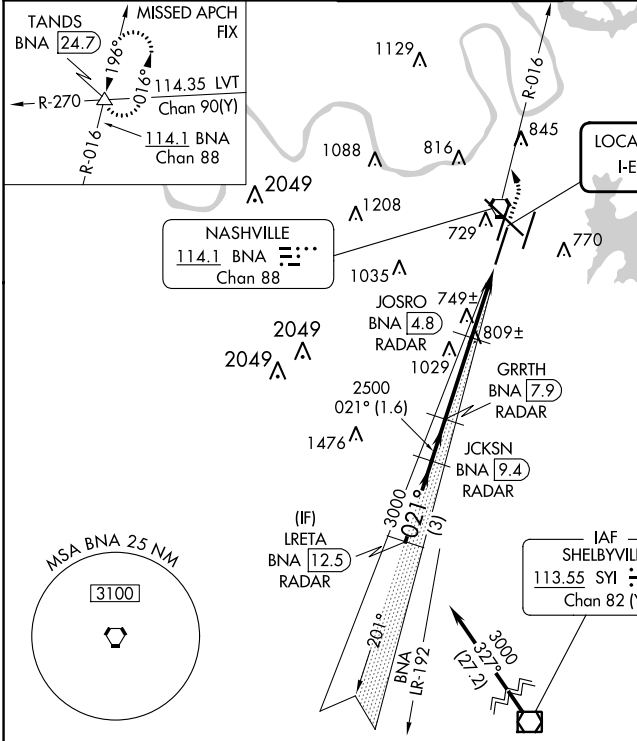 TANDS
BNA 24.7
MISSED APCH
FIX
196°
016°
114.35 LVT
Chan 90(Y)
R-270
R-016
114.1 BNA
Chan 88
1129
R-016
845
816
1088
LOCA
I-E
2049
1208
729
770
NASHVILLE
114.1 BNA
Chan 88
1035
JOSRO
BNA 4.8
RADAR
749±
809±
2049
2049
1029
GRRTH
BNA 7.9
RADAR
2500
021° (1.6)
1476
JCKSN
BNA 9.4
RADAR
3000
021°
(3)
(IF)
LRETA
BNA 12.5
RADAR
MSA BNA 25 NM
3100
201°
BNA
LR-192
IAF
SHELBYVILL
113.55 SYI
Chan 82 (Y
3000
327°
(27.2)